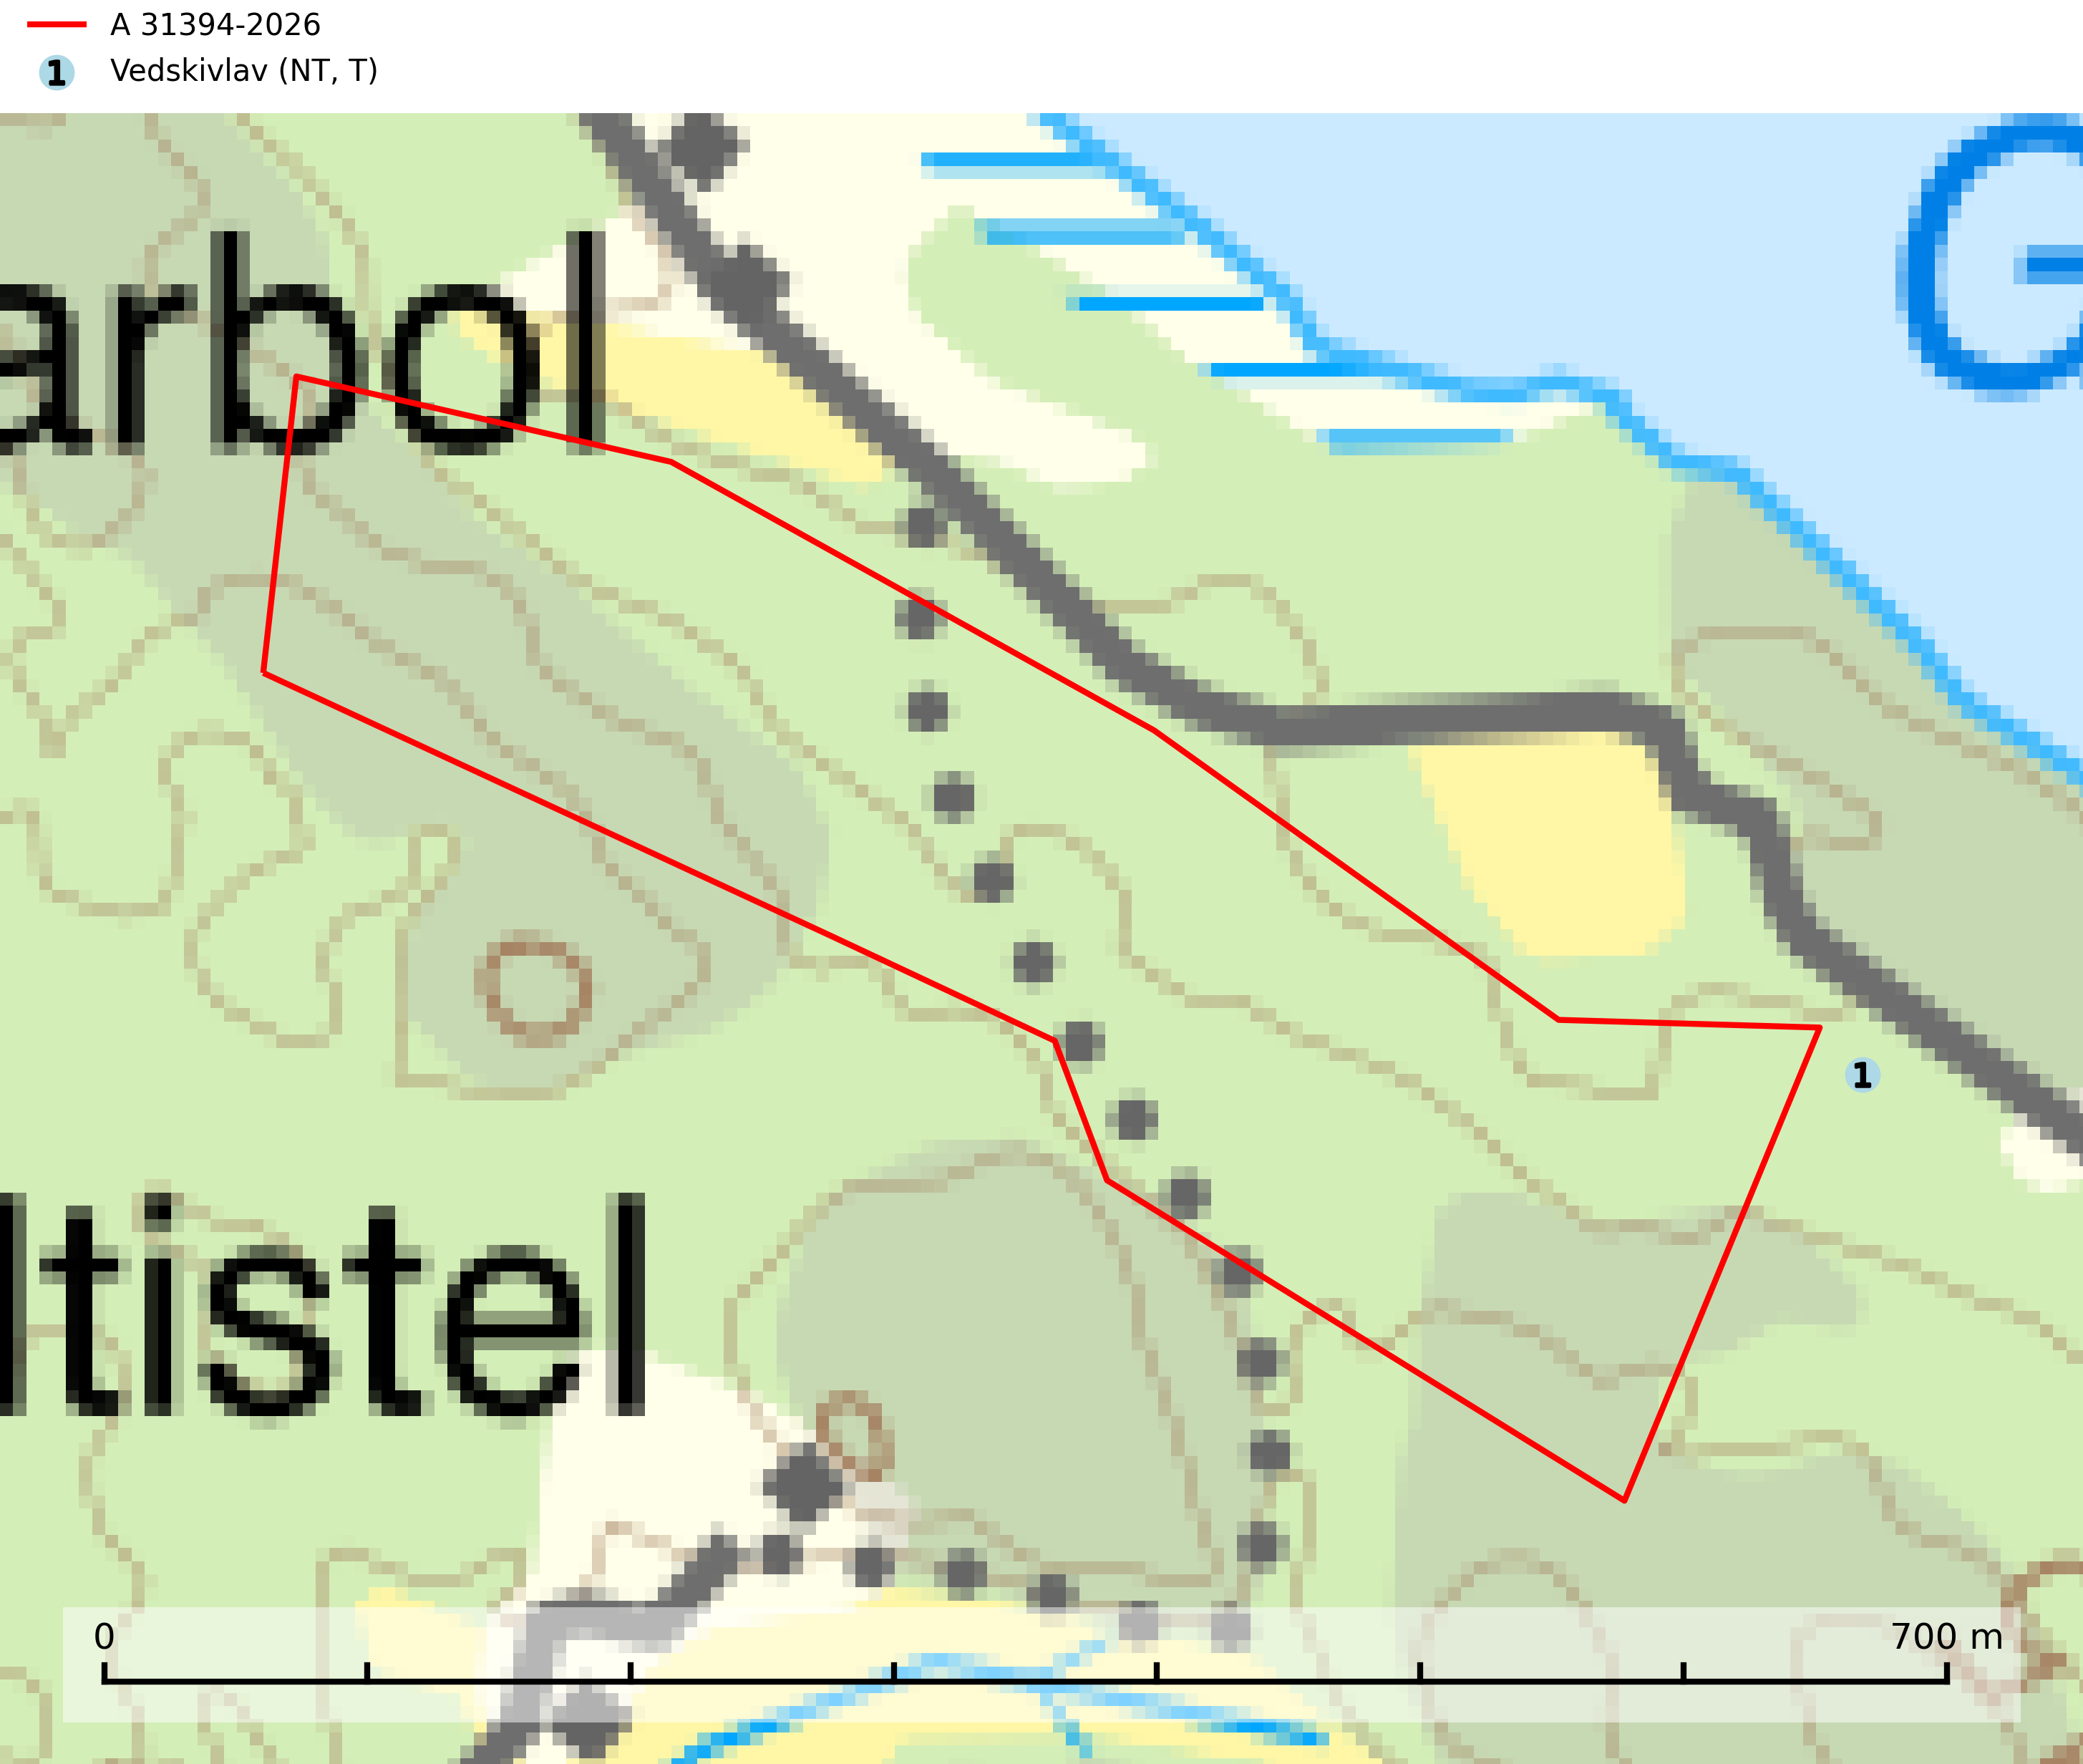 A 31394-2026
1 Vedskivlav (NT, T)
G
arbol
1
ltistel
0 700 m